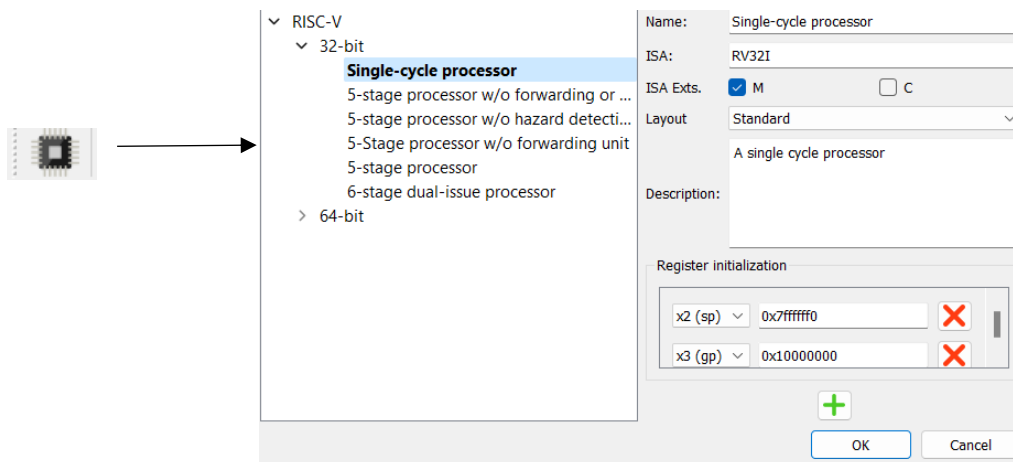 RISC-V
32-bit
Single-cycle processor
5-stage processor w/o forwarding or ...
5-stage processor w/o hazard detecti...
5-Stage processor w/o forwarding unit
5-stage processor
6-stage dual-issue processor
64-bit
Name: Single-cycle processor
ISA: RV32I
ISA Exts. M C
Layout Standard
Description: A single cycle processor
Register initialization
x2 (sp) 0x7ffffff0
x3 (gp) 0x10000000
OK Cancel